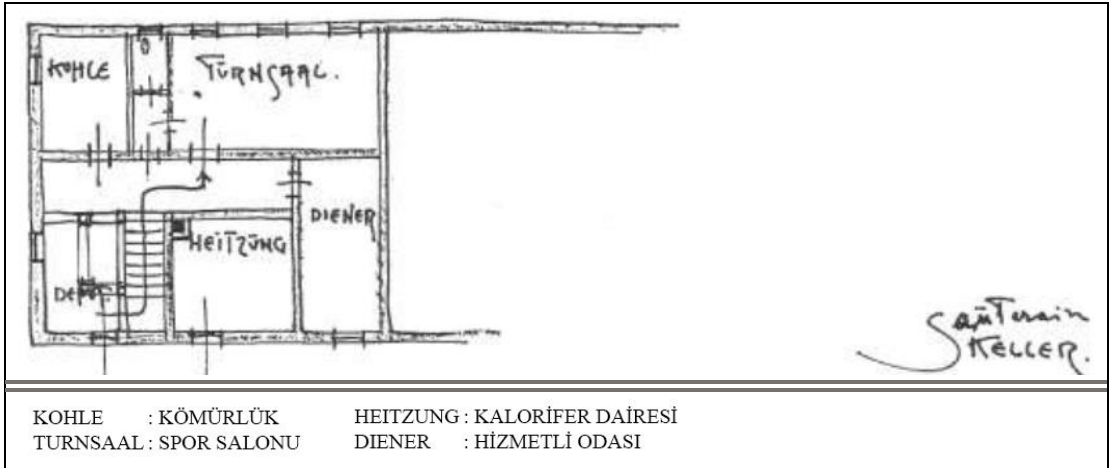 KOHLE
TURNSAAL.
DIENER
HEITZUNG
DEPOT
Sauterain
KELLER.
KOHLE : KÖMÜRLÜK HEITZUNG : KALORİFER DAİRESİ
TURNSAAL : SPOR SALONU DIENER : HİZMETLİ ODASI